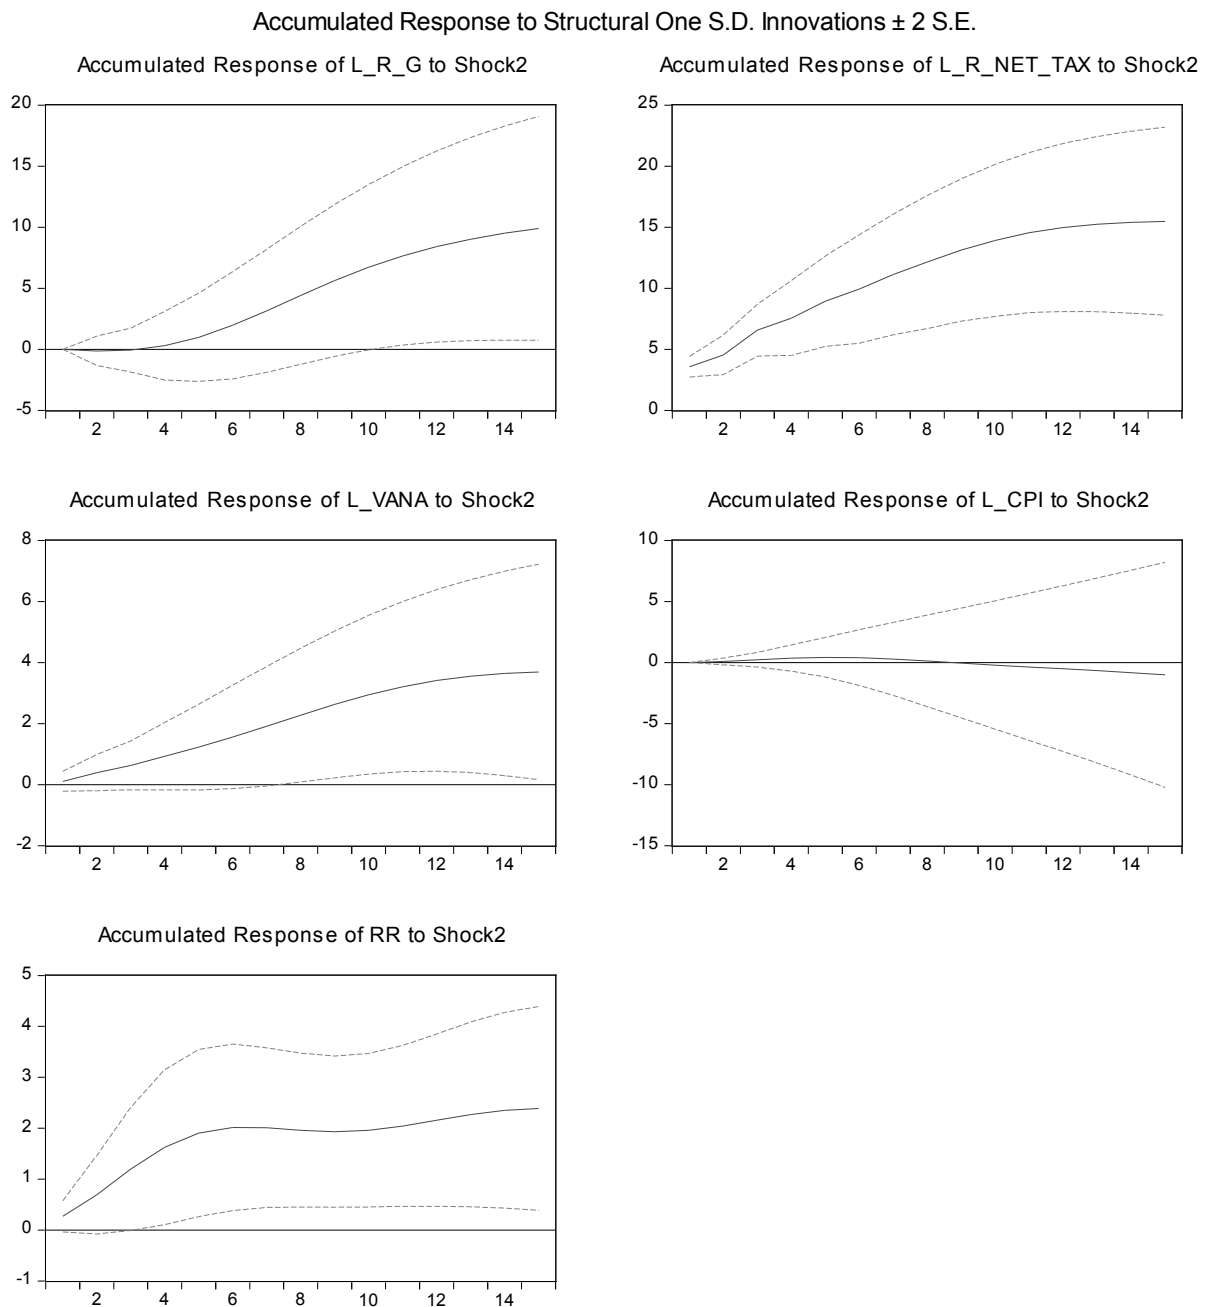 Accumulated Response to Structural One S.D. Innovations ± 2 S.E.
Accumulated Response of L_R_G to Shock2
20
15
10
5
0
-5
2 4 6 8 10 12 14
Accumulated Response of L_R_NET_TAX to Shock2
25
20
15
10
5
0
2 4 6 8 10 12 14
Accumulated Response of L_VANA to Shock2
8
6
4
2
0
-2
2 4 6 8 10 12 14
Accumulated Response of L_CPI to Shock2
10
5
0
-5
-10
-15
2 4 6 8 10 12 14
Accumulated Response of RR to Shock2
5
4
3
2
1
0
-1
2 4 6 8 10 12 14